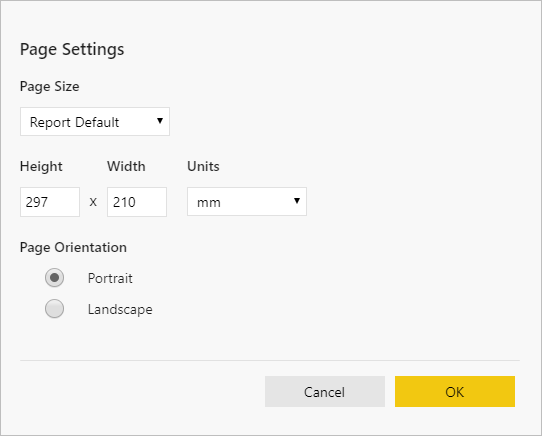 Page Settings
Page Size
Report Default
Height Width Units
297 x 210 mm
Page Orientation
Portrait
Landscape
Cancel OK